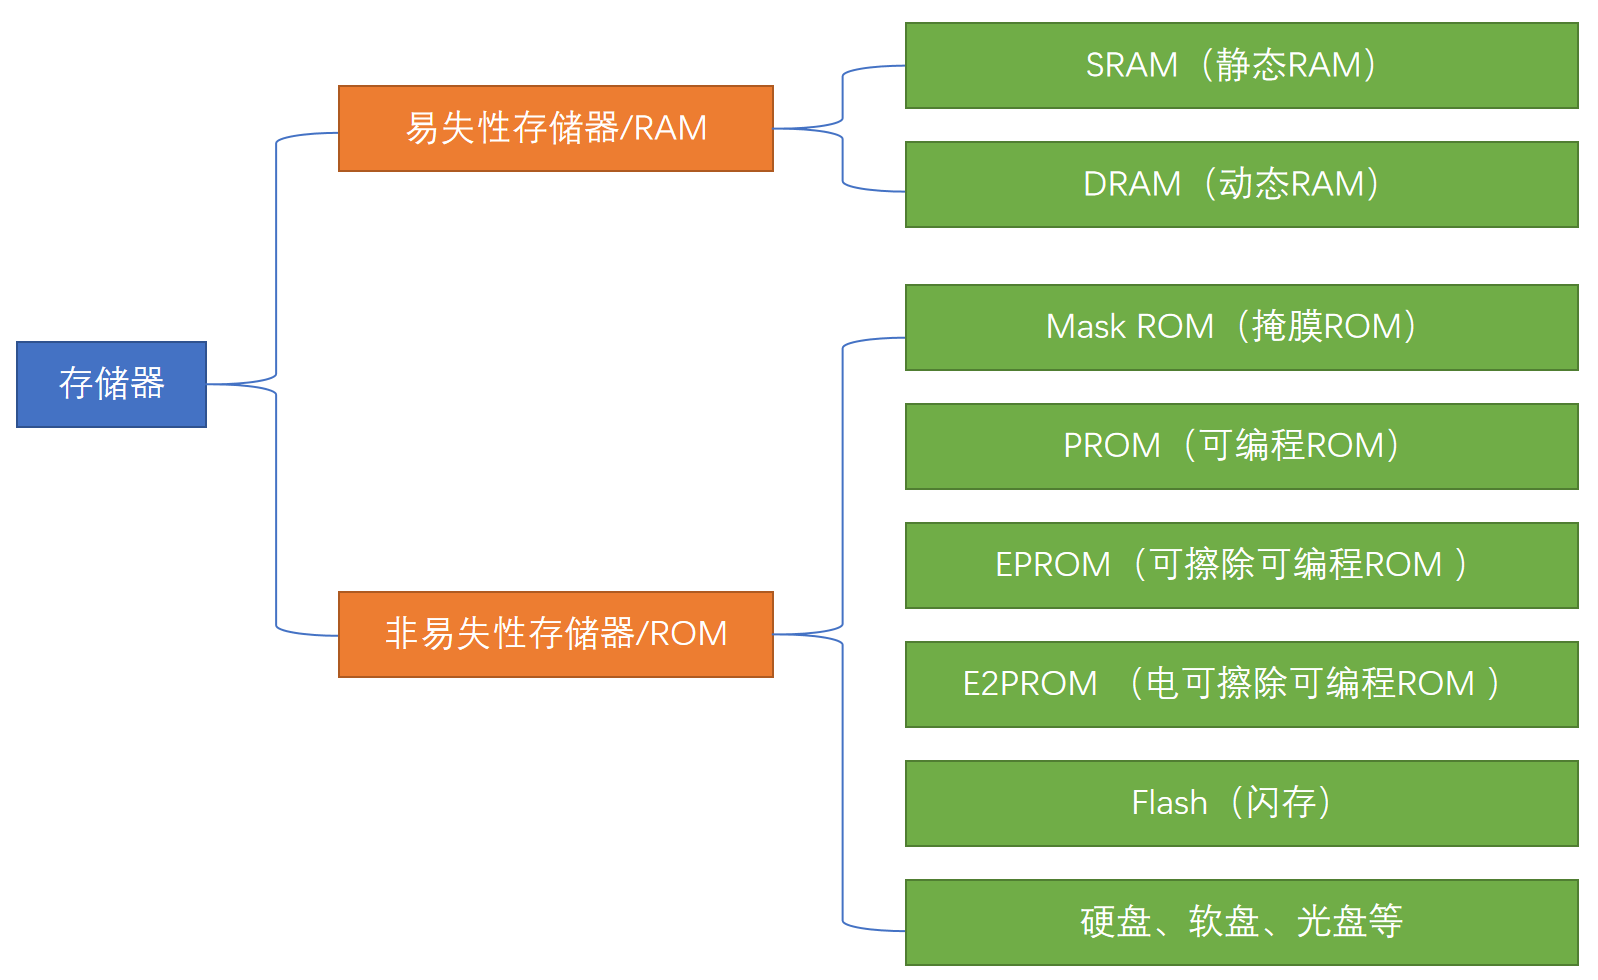 SRAM（静态RAM）
易失性存储器/RAM
DRAM（动态RAM）
Mask ROM（掩膜ROM）
存储器
PROM（可编程ROM）
EPROM（可擦除可编程ROM ）
非易失性存储器/ROM
E2PROM （电可擦除可编程ROM ）
Flash（闪存）
硬盘、软盘、光盘等